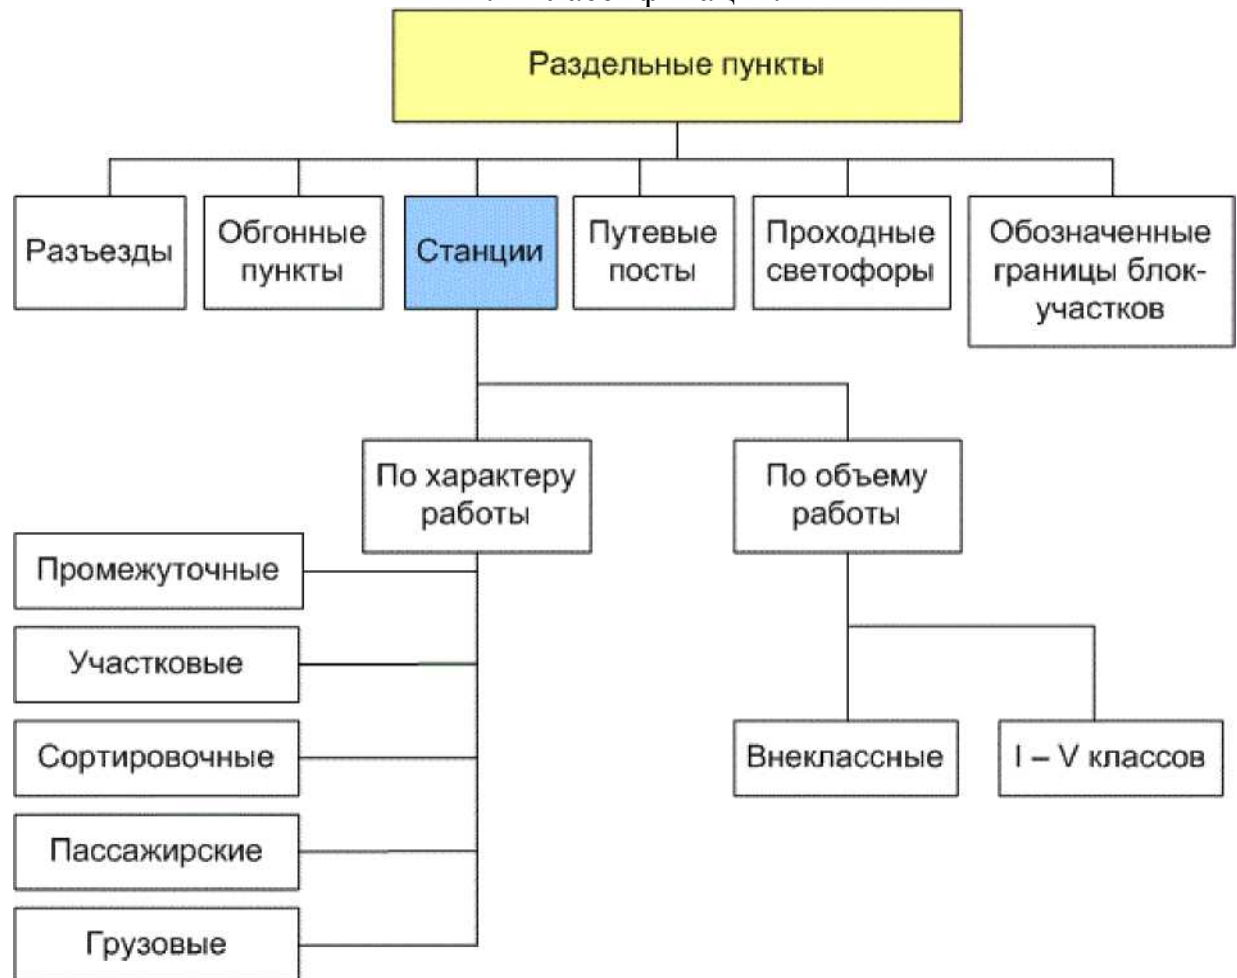 Раздельные пункты
Разъезды
Обгонные
пункты
Станции
Путевые
посты
Проходные
светофоры
Обозначенные
границы блок-
участков
По характеру
работы
По объему
работы
Промежуточные
Участковые
Сортировочные
Пассажирские
Грузовые
Внеклассные
I – V классов